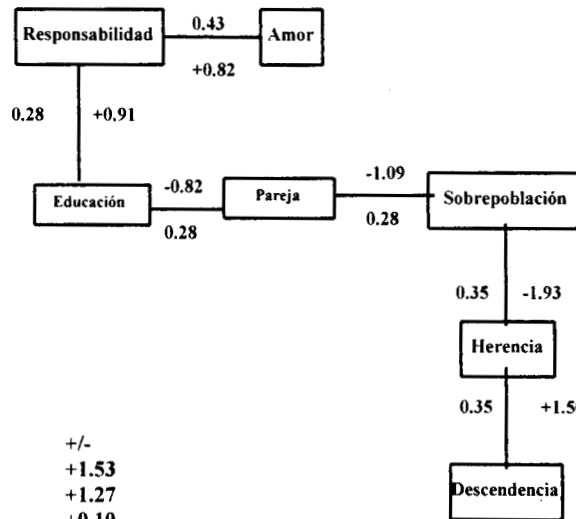 Responsabilidad 0.43 Amor
+0.82
0.28 +0.91
Educación -0.82 Pareja -1.09 Sobrepoblación
0.28 0.28
0.35 -1.93
Herencia
0.35
+/-
+1.53
Descendencia
+1.27